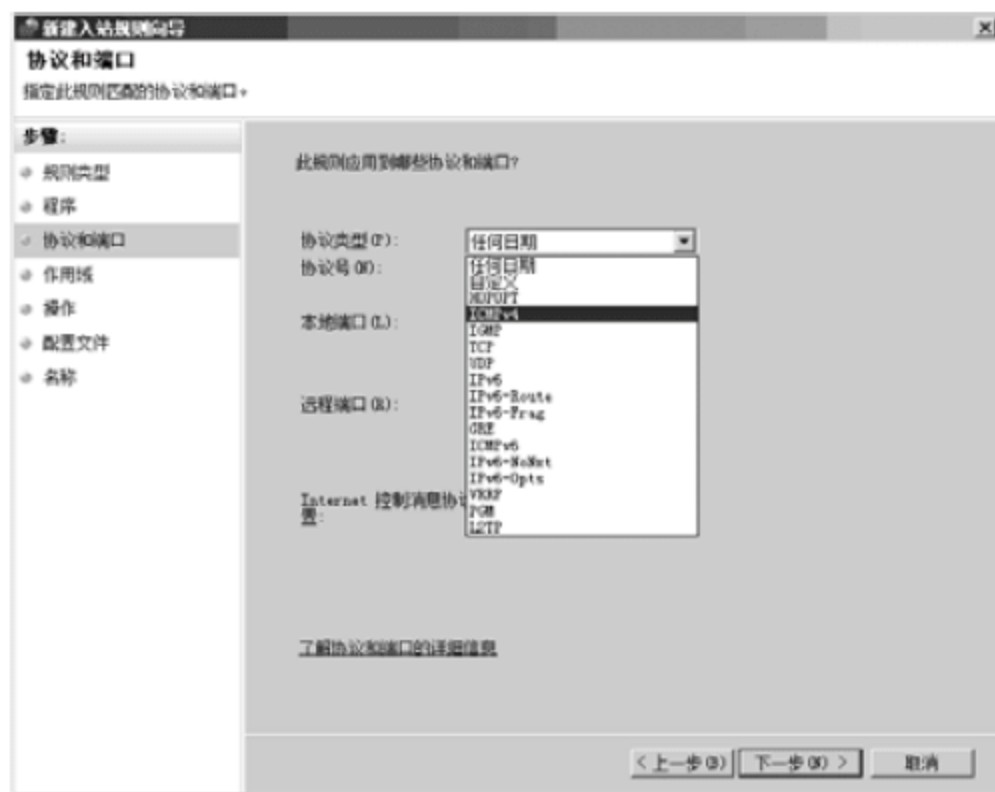 新建入站规则向导
协议和端口
指定此规则匹配的协议和端口。
步骤:
规则类型
程序
协议和端口
作用域
操作
配置文件
名称
此规则应用到哪些协议和端口?
协议类型(P):
任何日期
协议号(N):
任何日期
自定义
HOPOPT
ICMPv4
IGMP
TCP
UDP
IPv6
IPv6-Route
IPv6-Frag
GRE
ICMPv6
IPv6-NoNxt
IPv6-Opts
VRRP
PGM
L2TP
本地端口(L):
远程端口(R):
Internet 控制消息协议
置:
了解协议和端口的详细信息
< 上一步(B)
下一步(N) >
取消